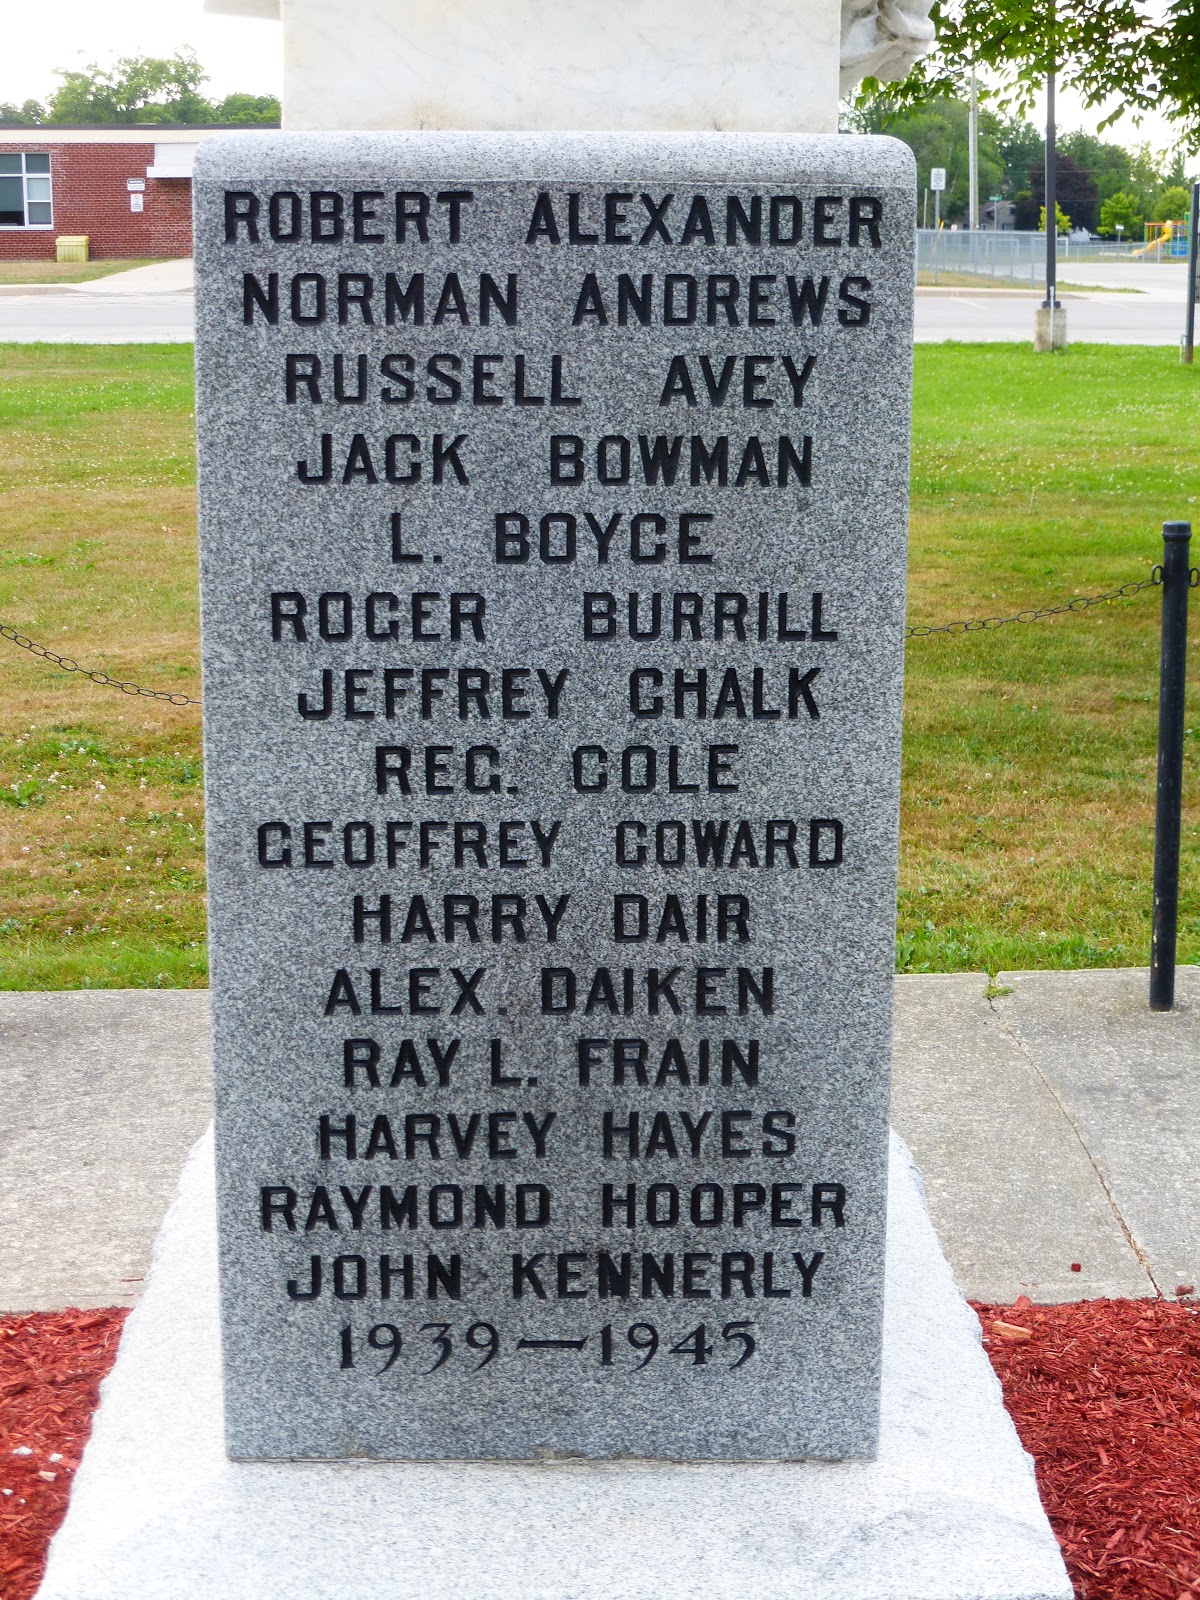 ROBERT ALEXANDER
NORMAN ANDREWS
RUSSELL AVEY
JACK BOWMAN
L. BOYCE
ROGER BURRILL
JEFFREY CHALK
REG. COLE
GEOFFREY COWARD
HARRY DAIR
ALEX. DAIKEN
RAY L. FRAIN
HARVEY HAYES
RAYMOND HOOPER
JOHN KENNERLY
1939—1945